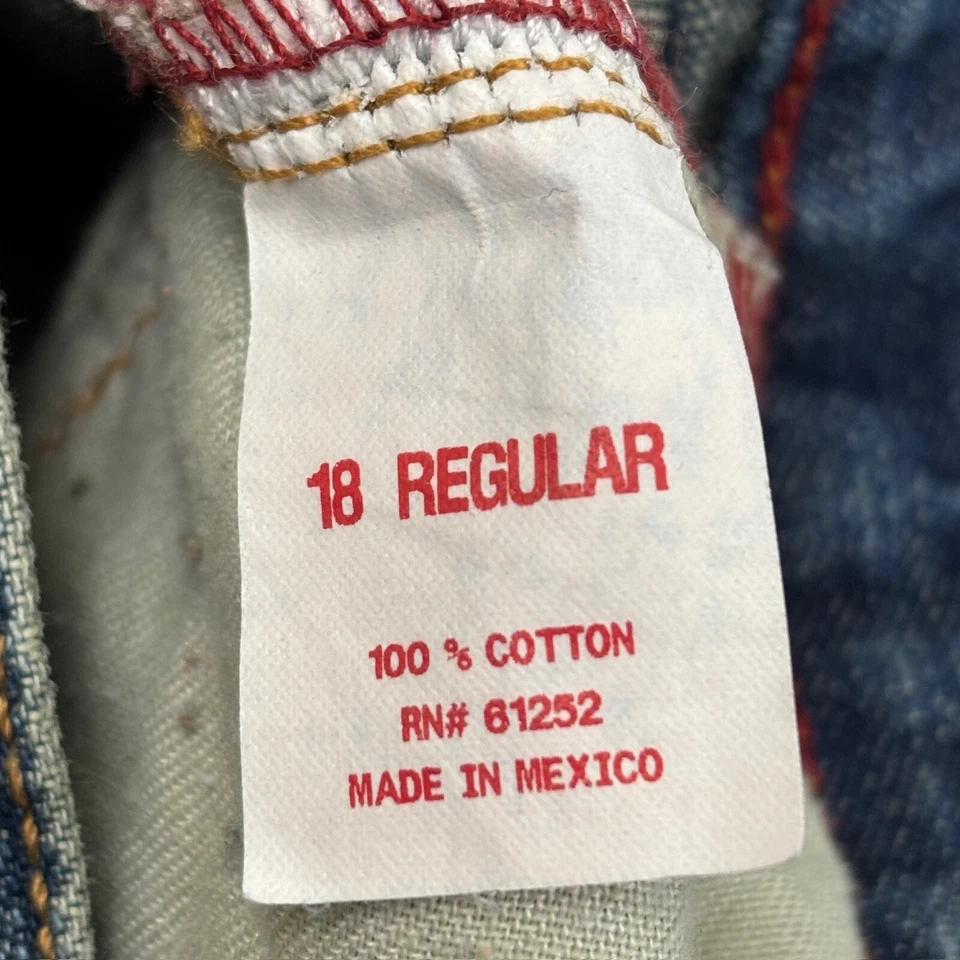 18 REGULAR
100 % COTTON
RN# 61252
MADE IN MEXICO